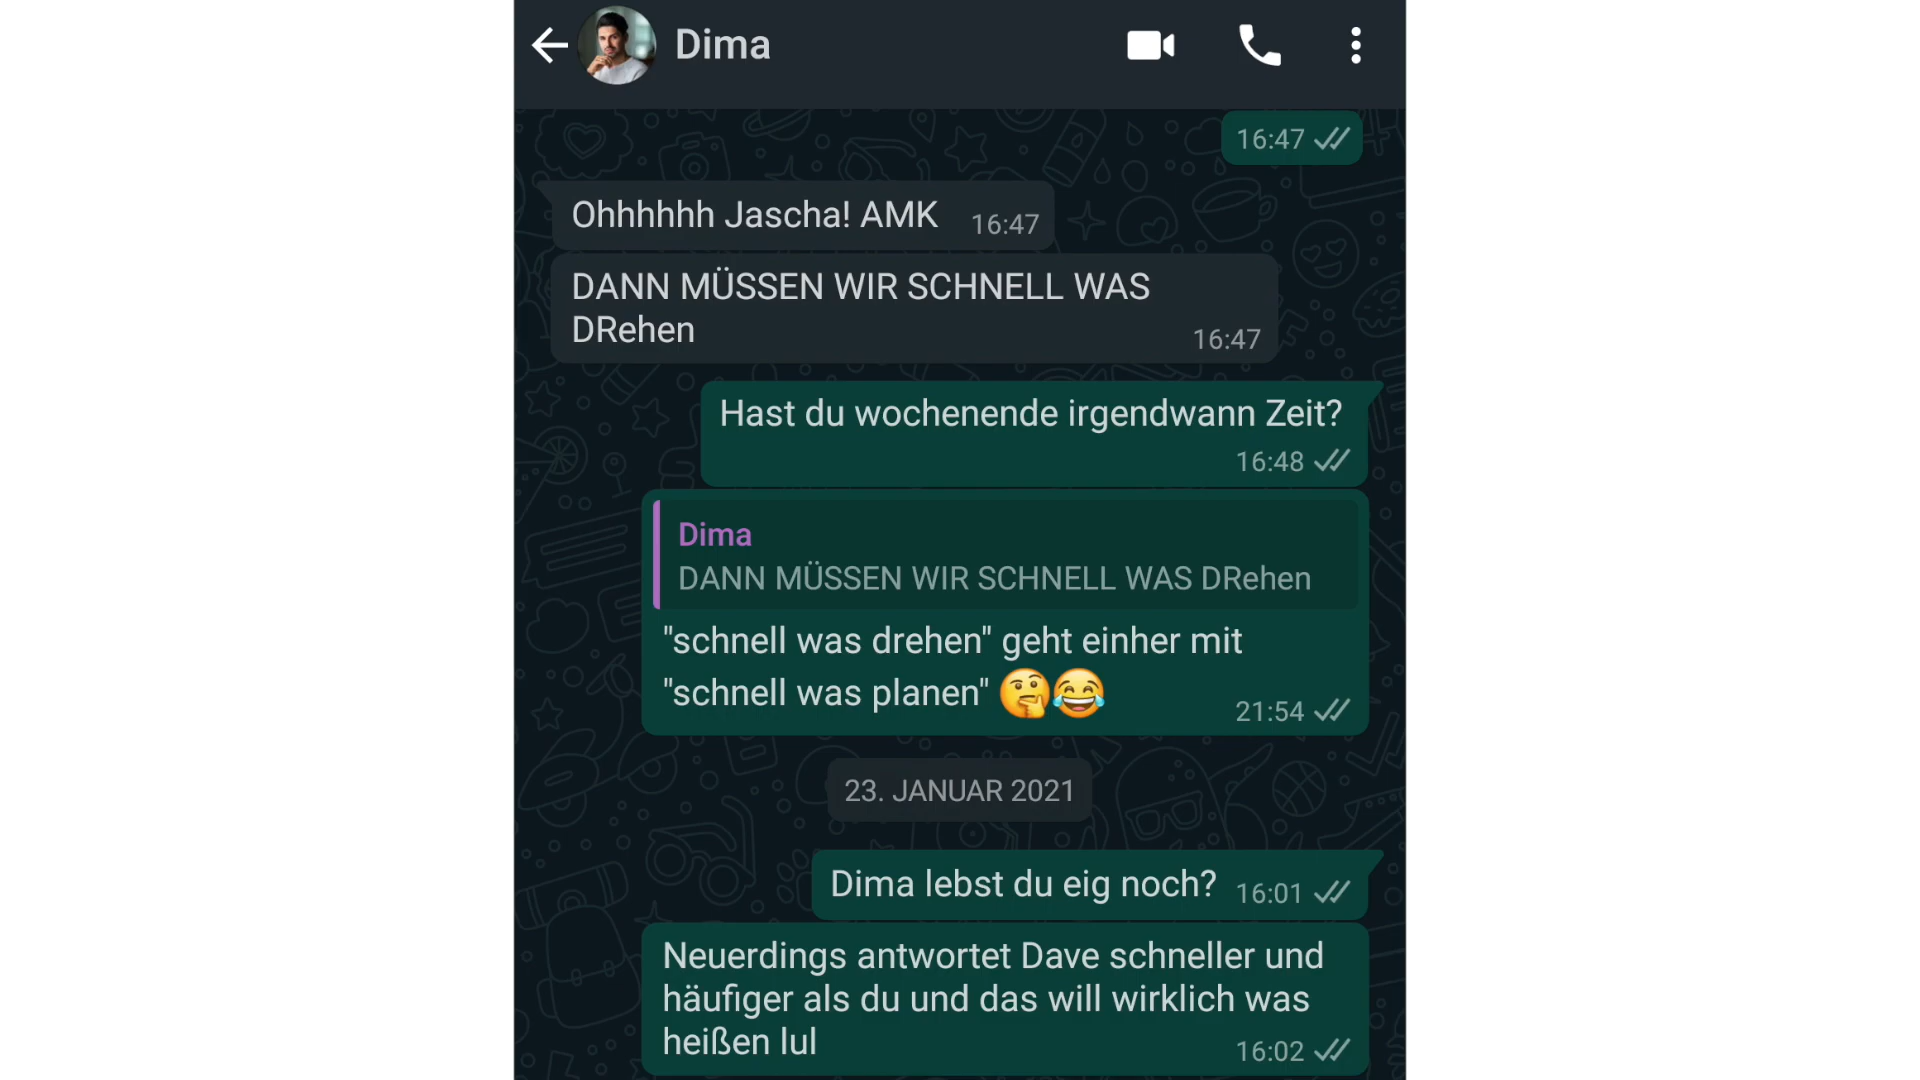 Dima
16:47
Ohhhhhh Jascha! AMK 16:47
DANN MÜSSEN WIR SCHNELL WAS
DRehen
16:47
Hast du wochenende irgendwann Zeit?
16:48
Dima
DANN MÜSSEN WIR SCHNELL WAS DRehen
"schnell was drehen" geht einher mit
"schnell was planen" 🤔😂
21:54
23. JANUAR 2021
Dima lebst du eig noch? 16:01
Neuerdings antwortet Dave schneller und
häufiger als du und das will wirklich was
heißen lul
16:02